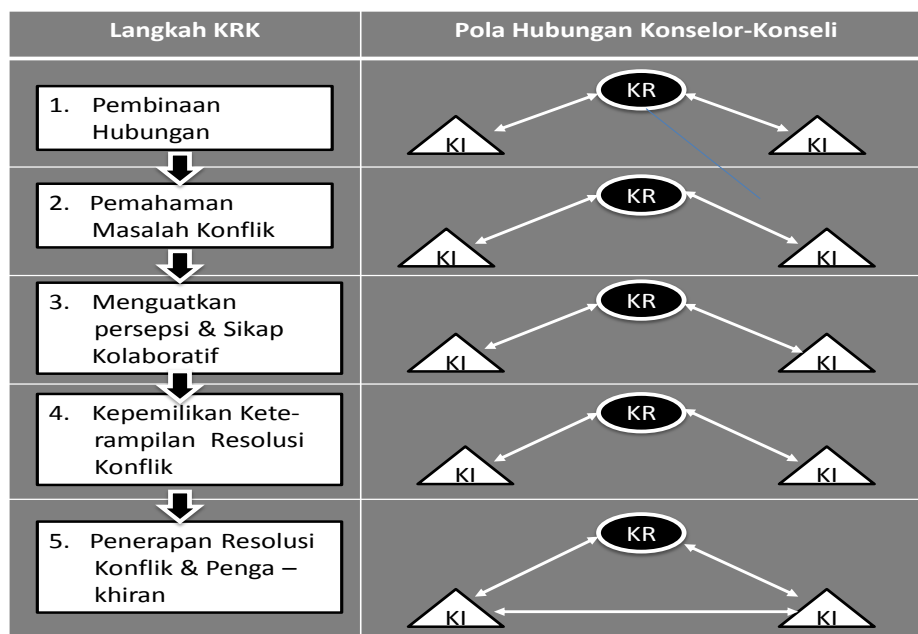 Langkah KRK
Pola Hubungan Konselor-Konseli
1. Pembinaan
Hubungan
KR
KI
KI
2. Pemahaman
Masalah Konflik
KR
KI
KI
3. Menguatkan
persepsi & Sikap
Kolaboratif
KR
KI
KI
4. Kepemilikan Kete-
rampilan Resolusi
Konflik
KR
KI
KI
5. Penerapan Resolusi
Konflik & Penga –
khiran
KR
KI
KI